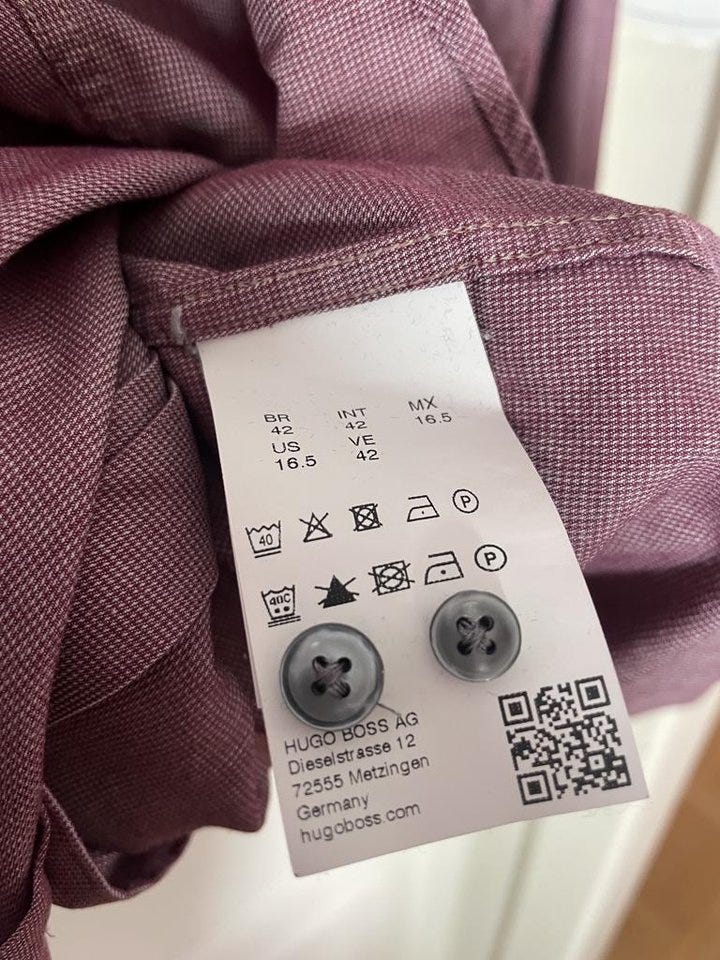 BR INT MX
42 42 16.5
US VE
16.5 42
40 P
40C P
HUGO BOSS AG
Dieselstrasse 12
72555 Metzingen
Germany
hugoboss.com